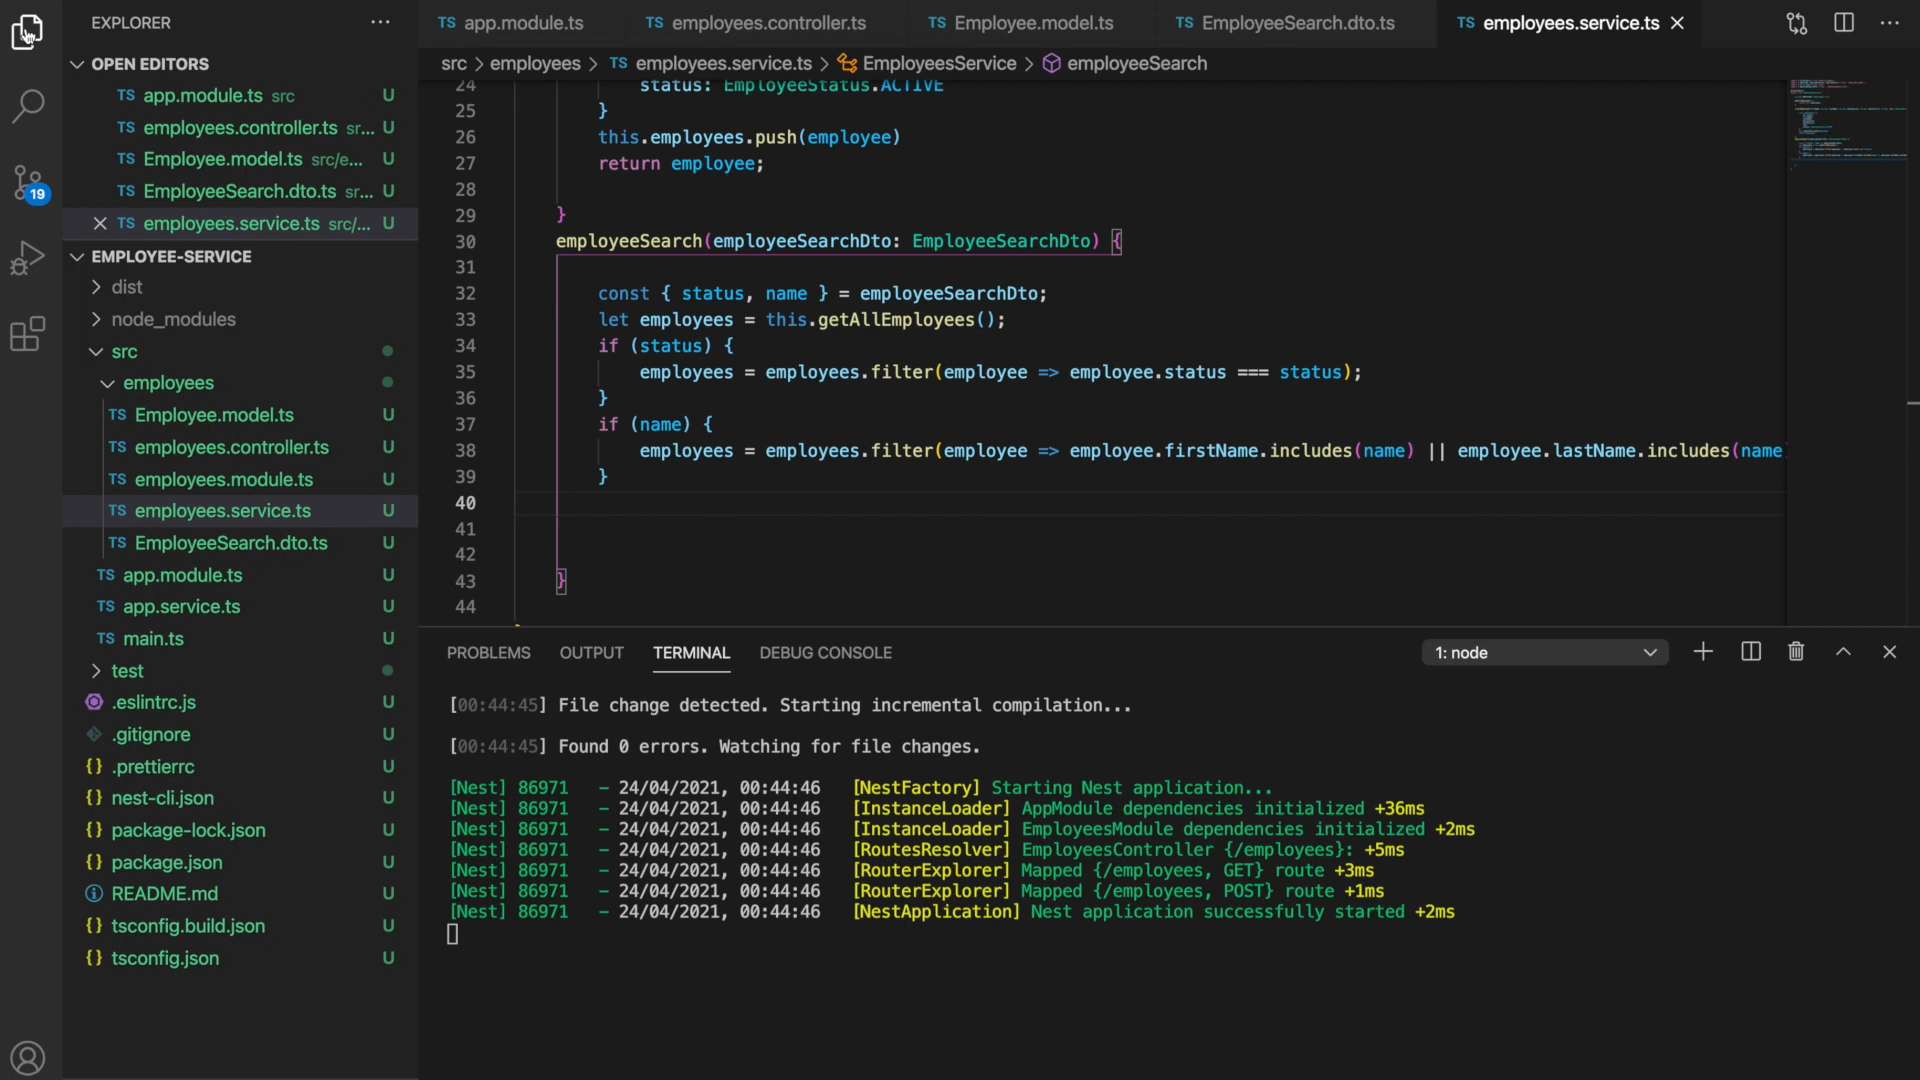 EXPLORER
OPEN EDITORS
TS app.module.ts src U
TS employees.controller.ts sr... U
TS Employee.model.ts src/e... U
TS EmployeeSearch.dto.ts sr... U
TS employees.service.ts src/... U
EMPLOYEE-SERVICE
dist
node_modules
src
employees
TS Employee.model.ts U
TS employees.controller.ts U
TS employees.module.ts U
TS employees.service.ts U
TS EmployeeSearch.dto.ts U
TS app.module.ts U
TS app.service.ts U
TS main.ts U
test
.eslintrc.js U
.gitignore U
{} .prettierrc U
{} nest-cli.json U
{} package-lock.json U
{} package.json U
README.md U
{} tsconfig.build.json U
{} tsconfig.json U
19
TS app.module.ts TS employees.controller.ts TS Employee.model.ts TS EmployeeSearch.dto.ts TS employees.service.ts
src > employees > TS employees.service.ts > EmployeesService > employeeSearch
24 status: EmployeeStatus.ACTIVE
25 }
26 this.employees.push(employee)
27 return employee;
28
29 }
30 employeeSearch(employeeSearchDto: EmployeeSearchDto) {
31
32 const { status, name } = employeeSearchDto;
33 let employees = this.getAllEmployees();
34 if (status) {
35 employees = employees.filter(employee => employee.status === status);
36 }
37 if (name) {
38 employees = employees.filter(employee => employee.firstName.includes(name) || employee.lastName.includes(name
39 }
40
41
42
43 }
44
PROBLEMS OUTPUT TERMINAL DEBUG CONSOLE 1: node
[00:44:45] File change detected. Starting incremental compilation...
[00:44:45] Found 0 errors. Watching for file changes.
[Nest] 86971 - 24/04/2021, 00:44:46 [NestFactory] Starting Nest application...
[Nest] 86971 - 24/04/2021, 00:44:46 [InstanceLoader] AppModule dependencies initialized +36ms
[Nest] 86971 - 24/04/2021, 00:44:46 [InstanceLoader] EmployeesModule dependencies initialized +2ms
[Nest] 86971 - 24/04/2021, 00:44:46 [RoutesResolver] EmployeesController {/employees}: +5ms
[Nest] 86971 - 24/04/2021, 00:44:46 [RouterExplorer] Mapped {/employees, GET} route +3ms
[Nest] 86971 - 24/04/2021, 00:44:46 [RouterExplorer] Mapped {/employees, POST} route +1ms
[Nest] 86971 - 24/04/2021, 00:44:46 [NestApplication] Nest application successfully started +2ms